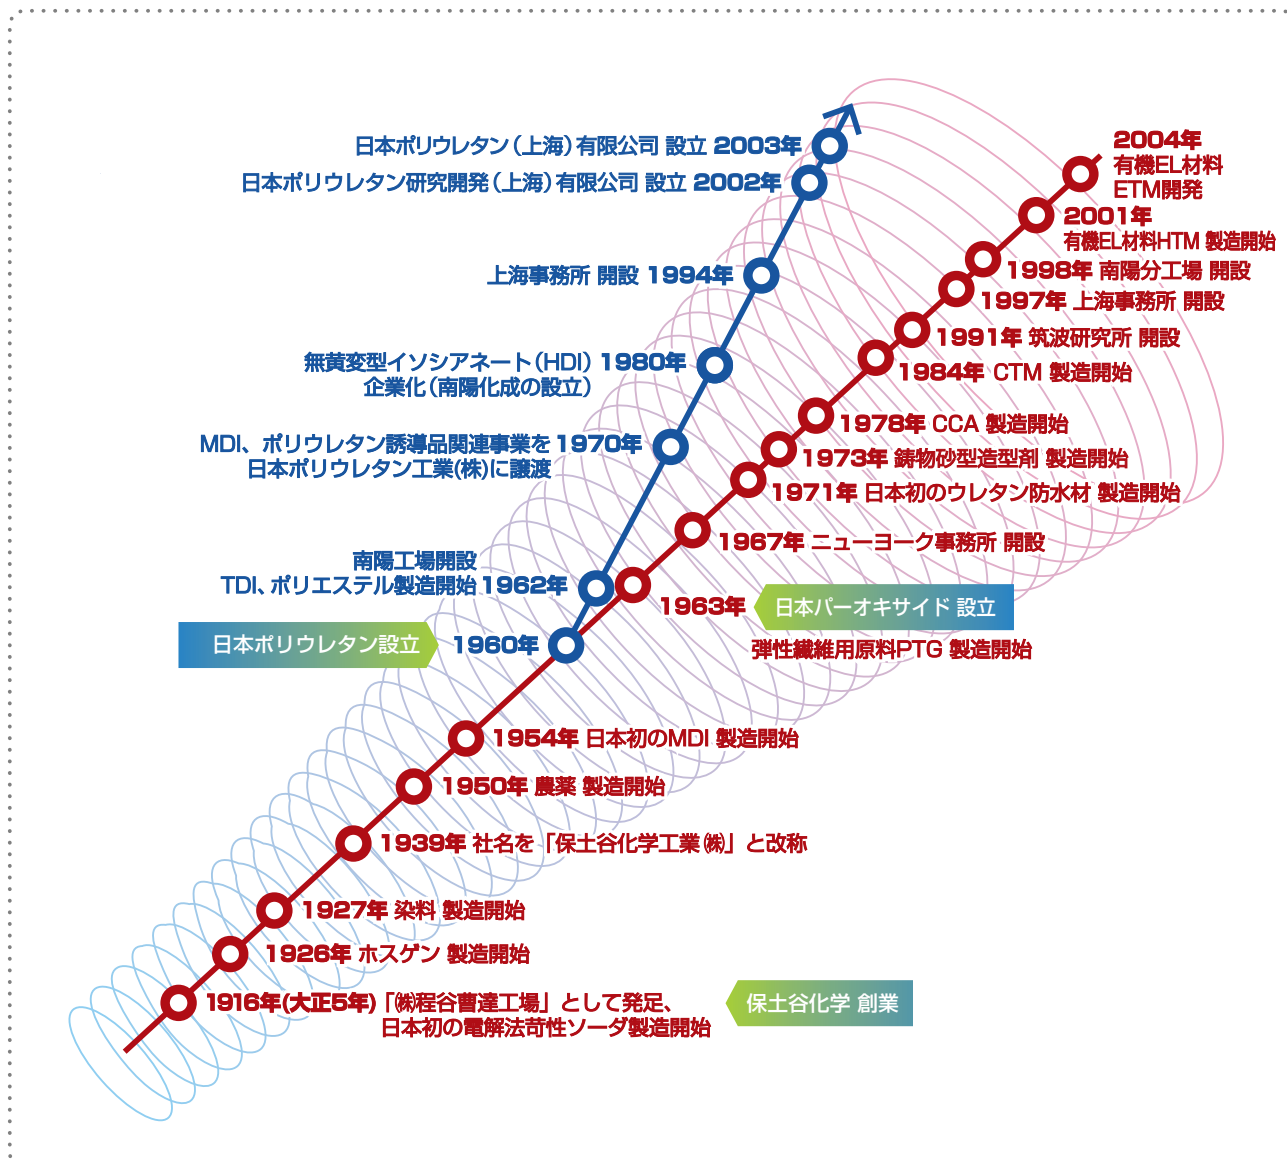 日本ポリウレタン（上海）有限公司 設立 2003年
日本ポリウレタン研究開発（上海）有限公司 設立 2002年
上海事務所 開設 1994年
無黄変型イソシアネート（HDI） 1980年
企業化（南陽化成の設立）
MDI、ポリウレタン誘導品関連事業を 1970年
日本ポリウレタン工業(株)に譲渡
南陽工場開設
TDI、ポリエステル製造開始 1962年
日本ポリウレタン設立 1960年
2004年
有機EL材料
ETM開発
2001年
有機EL材料HTM 製造開始
1998年 南陽分工場 開設
1997年 上海事務所 開設
1991年 筑波研究所 開設
1984年 CTM 製造開始
1978年 CCA 製造開始
1973年 鋳物砂型造型剤 製造開始
1971年 日本初のウレタン防水材 製造開始
1967年 ニューヨーク事務所 開設
1963年 日本パーオキサイド 設立
弾性繊維用原料PTG 製造開始
1954年 日本初のMDI 製造開始
1950年 農薬 製造開始
1939年 社名を「保土谷化学工業㈱」と改称
1927年 染料 製造開始
1926年 ホスゲン 製造開始
1916年(大正5年)「㈱程谷曹達工場」として発足、
日本初の電解法苛性ソーダ製造開始
保土谷化学 創業